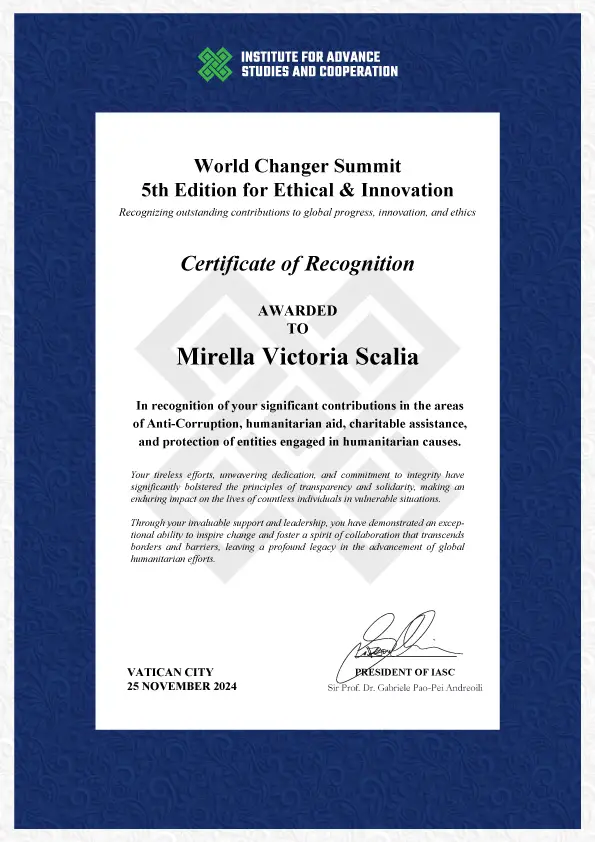 INSTITUTE FOR ADVANCE
STUDIES AND COOPERATION
World Changer Summit
5th Edition for Ethical & Innovation
Recognizing outstanding contributions to global progress, innovation, and ethics
Certificate of Recognition
AWARDED
TO
Mirella Victoria Scalia
In recognition of your significant contributions in the areas
of Anti-Corruption, humanitarian aid, charitable assistance,
and protection of entities engaged in humanitarian causes.
Your tireless efforts, unwavering dedication, and commitment to integrity have
significantly bolstered the principles of transparency and solidarity, making an
enduring impact on the lives of countless individuals in vulnerable situations.
Through your invaluable support and leadership, you have demonstrated an excep-
tional ability to inspire change and foster a spirit of collaboration that transcends
borders and barriers, leaving a profound legacy in the advancement of global
humanitarian efforts.
VATICAN CITY
25 NOVEMBER 2024
PRESIDENT OF IASC
Sir Prof. Dr. Gabriele Pao-Pei Andreoili